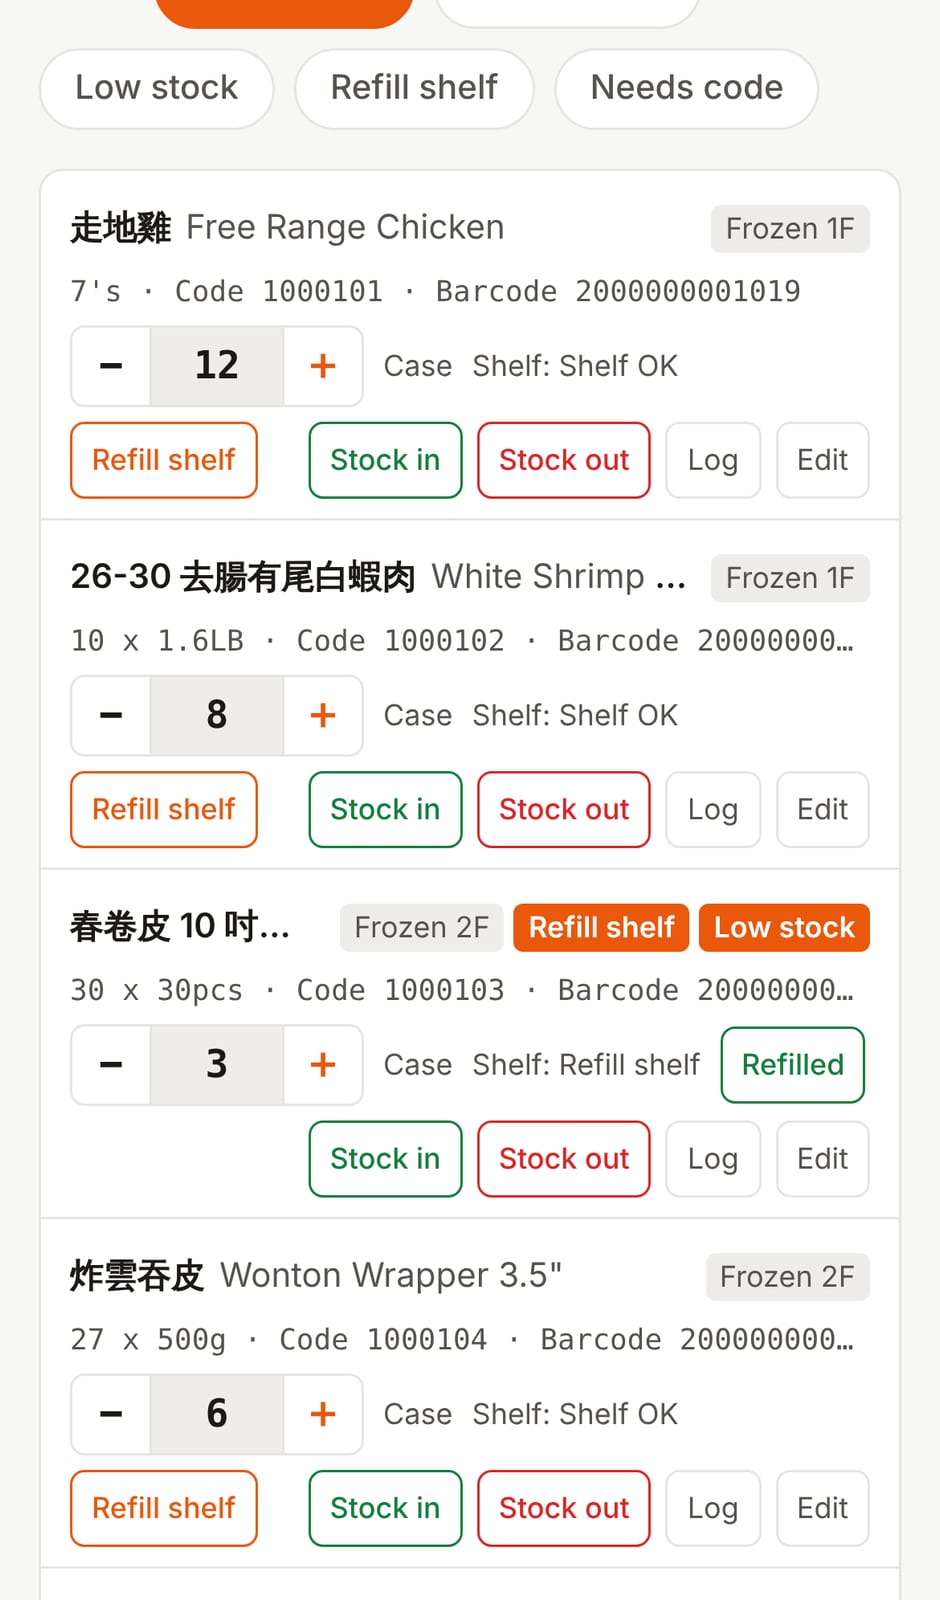 Low stock Refill shelf Needs code
走地雞 Free Range Chicken Frozen 1F
7's · Code 1000101 · Barcode 2000000001019
− 12 + Case Shelf: Shelf OK
Refill shelf Stock in Stock out Log Edit
26-30 去腸有尾白蝦肉 White Shrimp ... Frozen 1F
10 x 1.6LB · Code 1000102 · Barcode 20000000…
− 8 + Case Shelf: Shelf OK
Refill shelf Stock in Stock out Log Edit
春卷皮 10 吋... Frozen 2F Refill shelf Low stock
30 x 30pcs · Code 1000103 · Barcode 20000000…
− 3 + Case Shelf: Refill shelf Refilled
Stock in Stock out Log Edit
炸雲吞皮 Wonton Wrapper 3.5" Frozen 2F
27 x 500g · Code 1000104 · Barcode 200000000…
− 6 + Case Shelf: Shelf OK
Refill shelf Stock in Stock out Log Edit